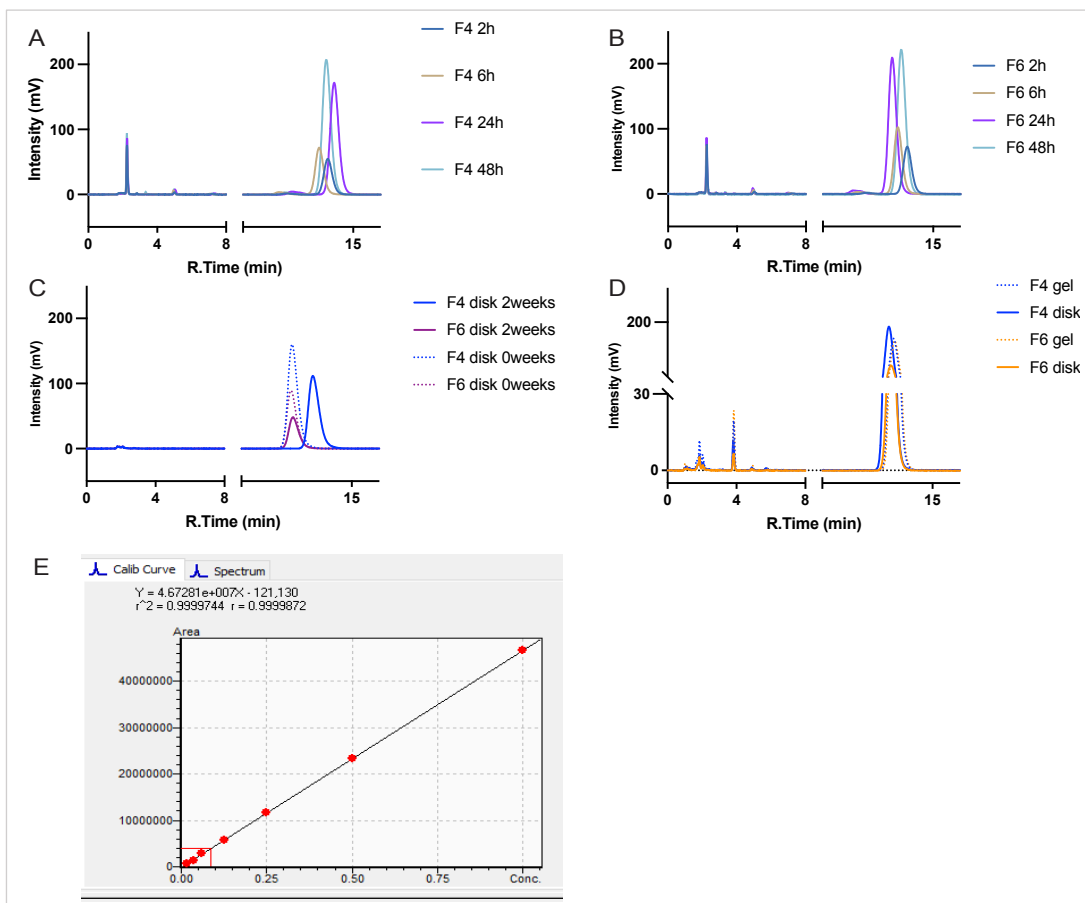 A
F4 2h
F4 6h
F4 24h
F4 48h
Intensity (mV)
200
100
0
0 4 8 15
R.Time (min)
B
F6 2h
F6 6h
F6 24h
F6 48h
Intensity (mV)
200
100
0
0 4 8 15
R.Time (min)
C
F4 disk 2weeks
F6 disk 2weeks
F4 disk 0weeks
F6 disk 0weeks
Intensity (mV)
200
100
0
0 4 8 15
R.Time (min)
D
F4 gel
F4 disk
F6 gel
F6 disk
Intensity (mV)
200
30
0
0 4 8 15
R.Time (min)
E
Calib Curve Spectrum
Y = 4.67281e+007X - 121,130
r^2 = 0.9999744 r = 0.9999872
Area
40000000
30000000
20000000
10000000
0
0.00 0.25 0.50 0.75 Conc.